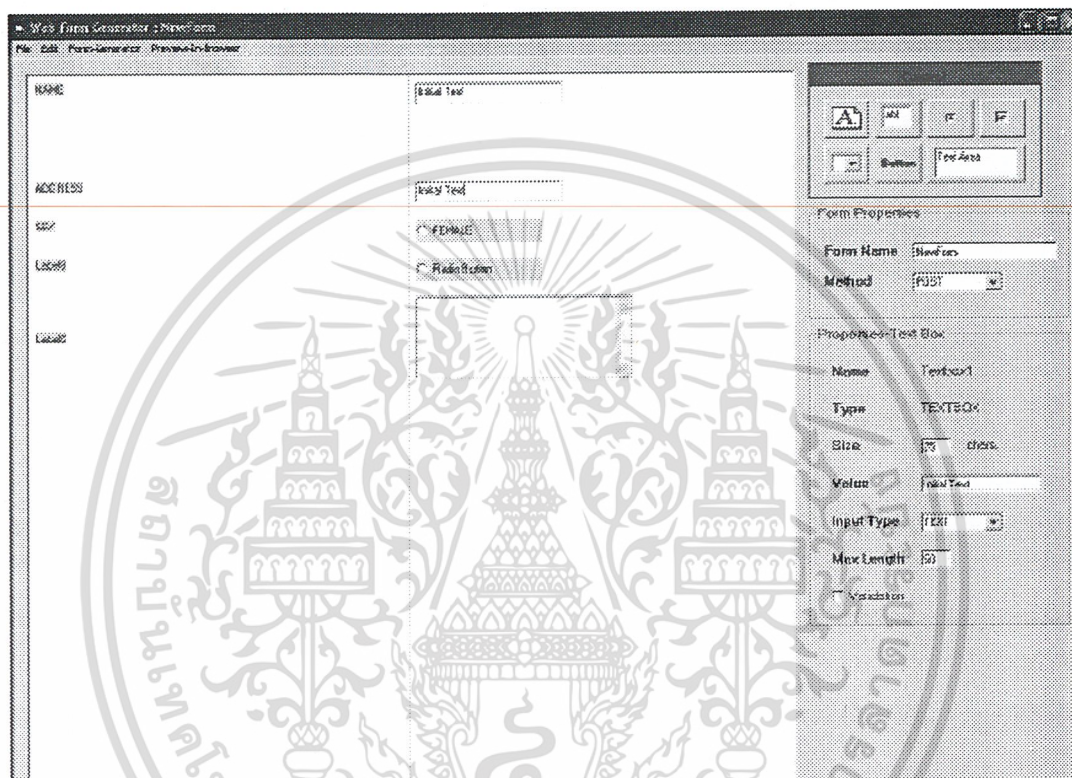 Web Form Generator : NewForm
File Edit Form-Generator Preview-In-Browser
NAME
Initial Text
ADDRESS
Initial Text
SEX
FEMALE
Label3
RadioButton
A
abl
Button
Text Area
Form Properties
Form Name NewForm
Method POST
Properties-Text Box
Name Textbox1
Type TEXTBOX
Size chars.
Value Initial Text
Input Type TEXT
Max Length 50
Validation